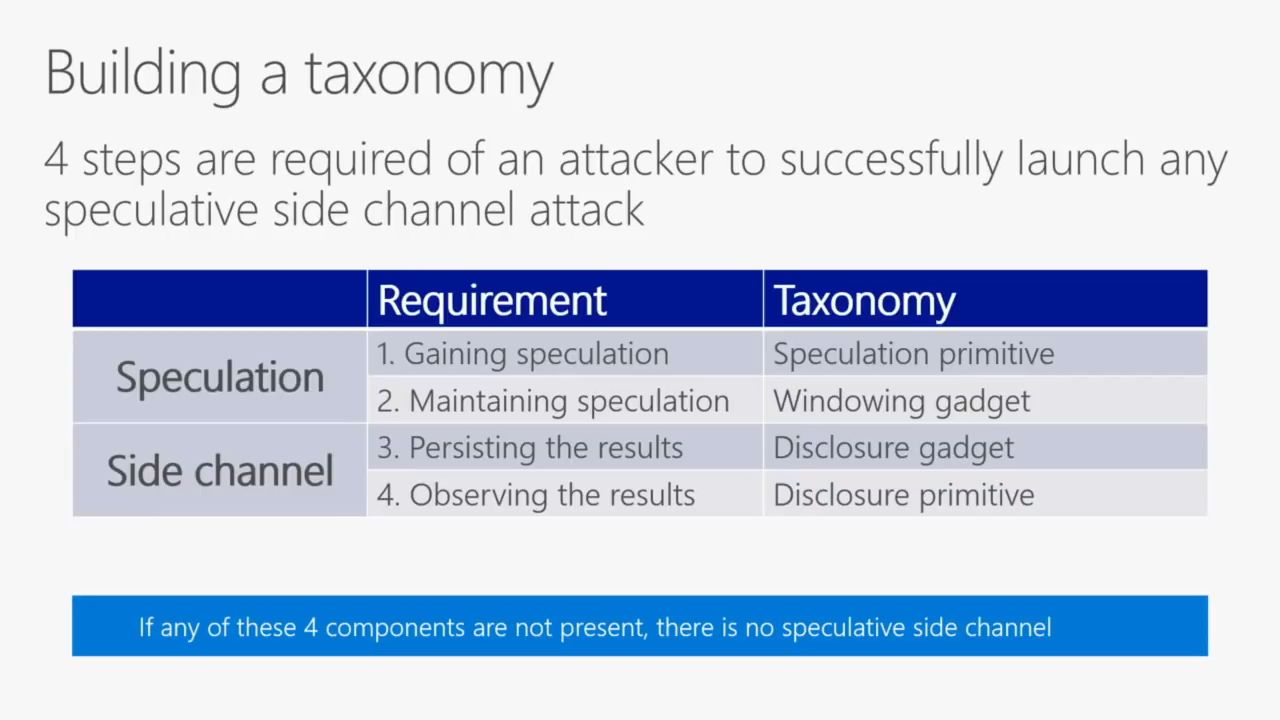 Building a taxonomy
4 steps are required of an attacker to successfully launch any
speculative side channel attack
Requirement Taxonomy
Speculation
1. Gaining speculation Speculation primitive
2. Maintaining speculation Windowing gadget
Side channel
3. Persisting the results Disclosure gadget
4. Observing the results Disclosure primitive
If any of these 4 components are not present, there is no speculative side channel